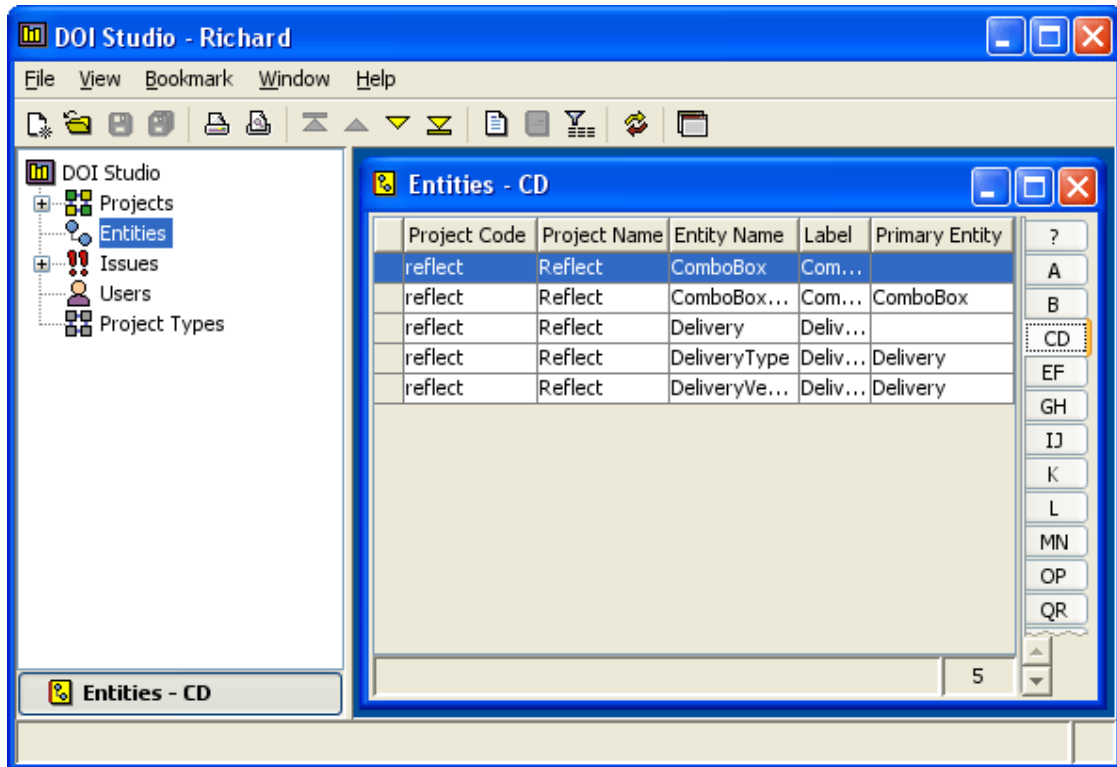 DOI Studio - Richard
File View Bookmark Window Help
DOI Studio
Projects
Entities
Issues
Users
Project Types
Entities - CD
Entities - CD
Project Code Project Name Entity Name Label Primary Entity
reflect Reflect ComboBox Com...
reflect Reflect ComboBox... Com... ComboBox
reflect Reflect Delivery Deliv...
reflect Reflect DeliveryType Deliv... Delivery
reflect Reflect DeliveryVe... Deliv... Delivery
5
?
A
B
CD
EF
GH
IJ
K
L
MN
OP
QR